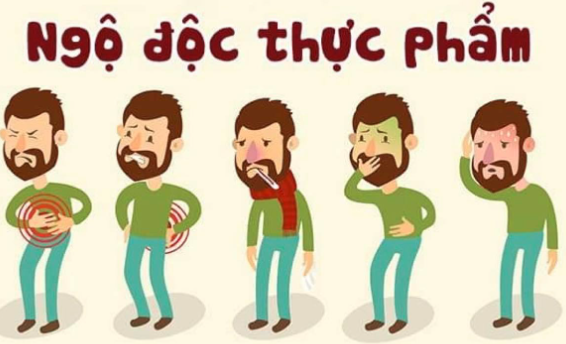 Ngộ độc thực phẩm